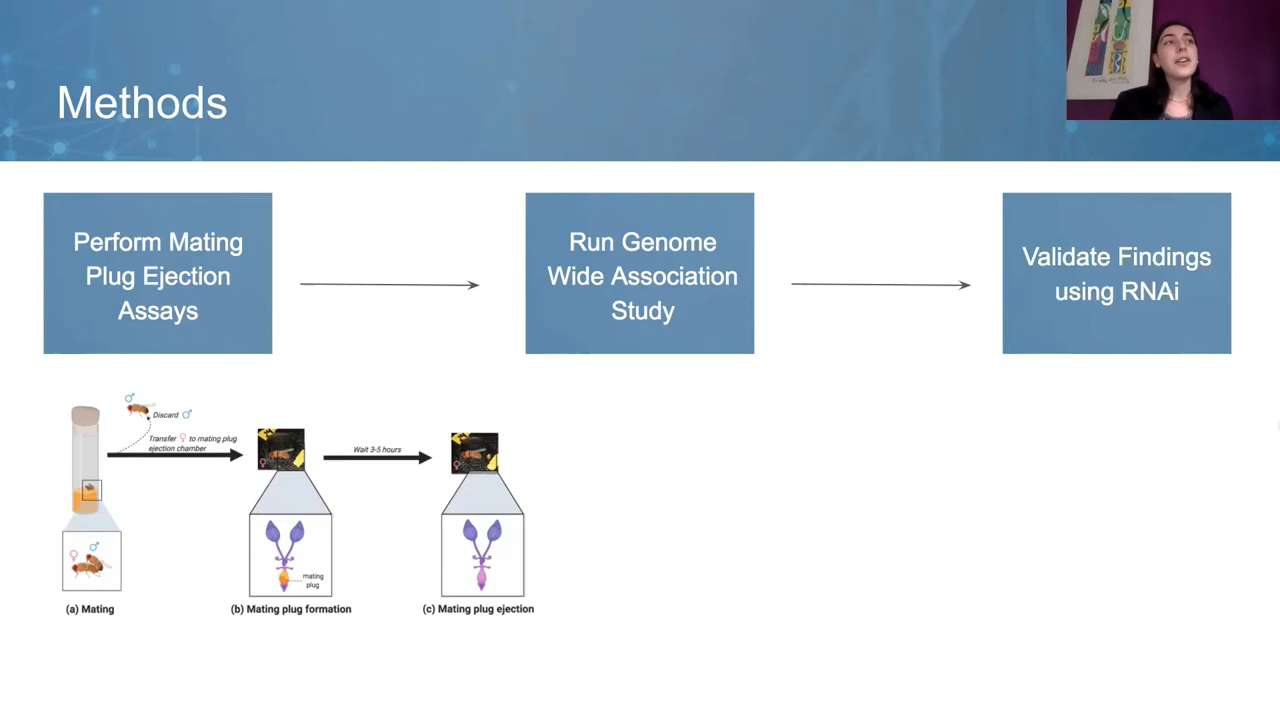 Methods
Perform Mating
Plug Ejection
Assays
Run Genome
Wide Association
Study
Validate Findings
using RNAi
♂
Discard ♂
Transfer ♀ to mating plug
ejection chamber
Wait 3-5 hours
♀
♀
♀ ♂
mating
plug
(a) Mating
(b) Mating plug formation
(c) Mating plug ejection